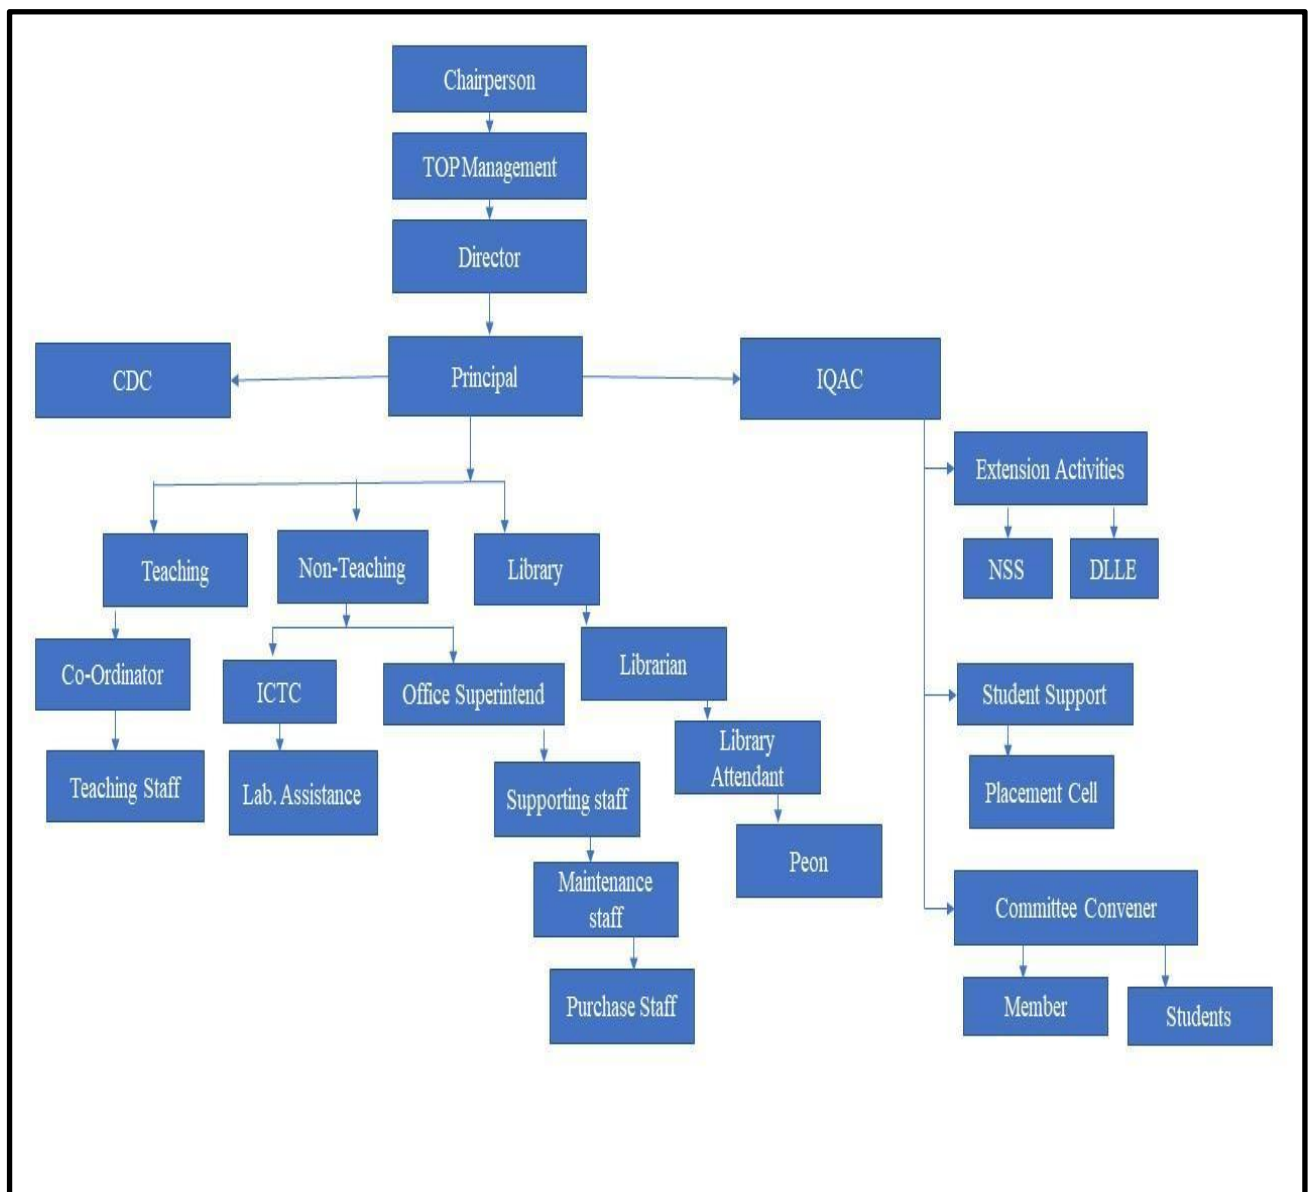 Chairperson
TOP Management
Director
CDC
Principal
IQAC
Extension Activities
NSS
DLLE
Teaching
Non-Teaching
Library
Co-Ordinator
ICTC
Office Superintend
Librarian
Student Support
Teaching Staff
Lab. Assistance
Supporting staff
Library
Attendant
Placement Cell
Maintenance
staff
Peon
Committee Convener
Purchase Staff
Member
Students